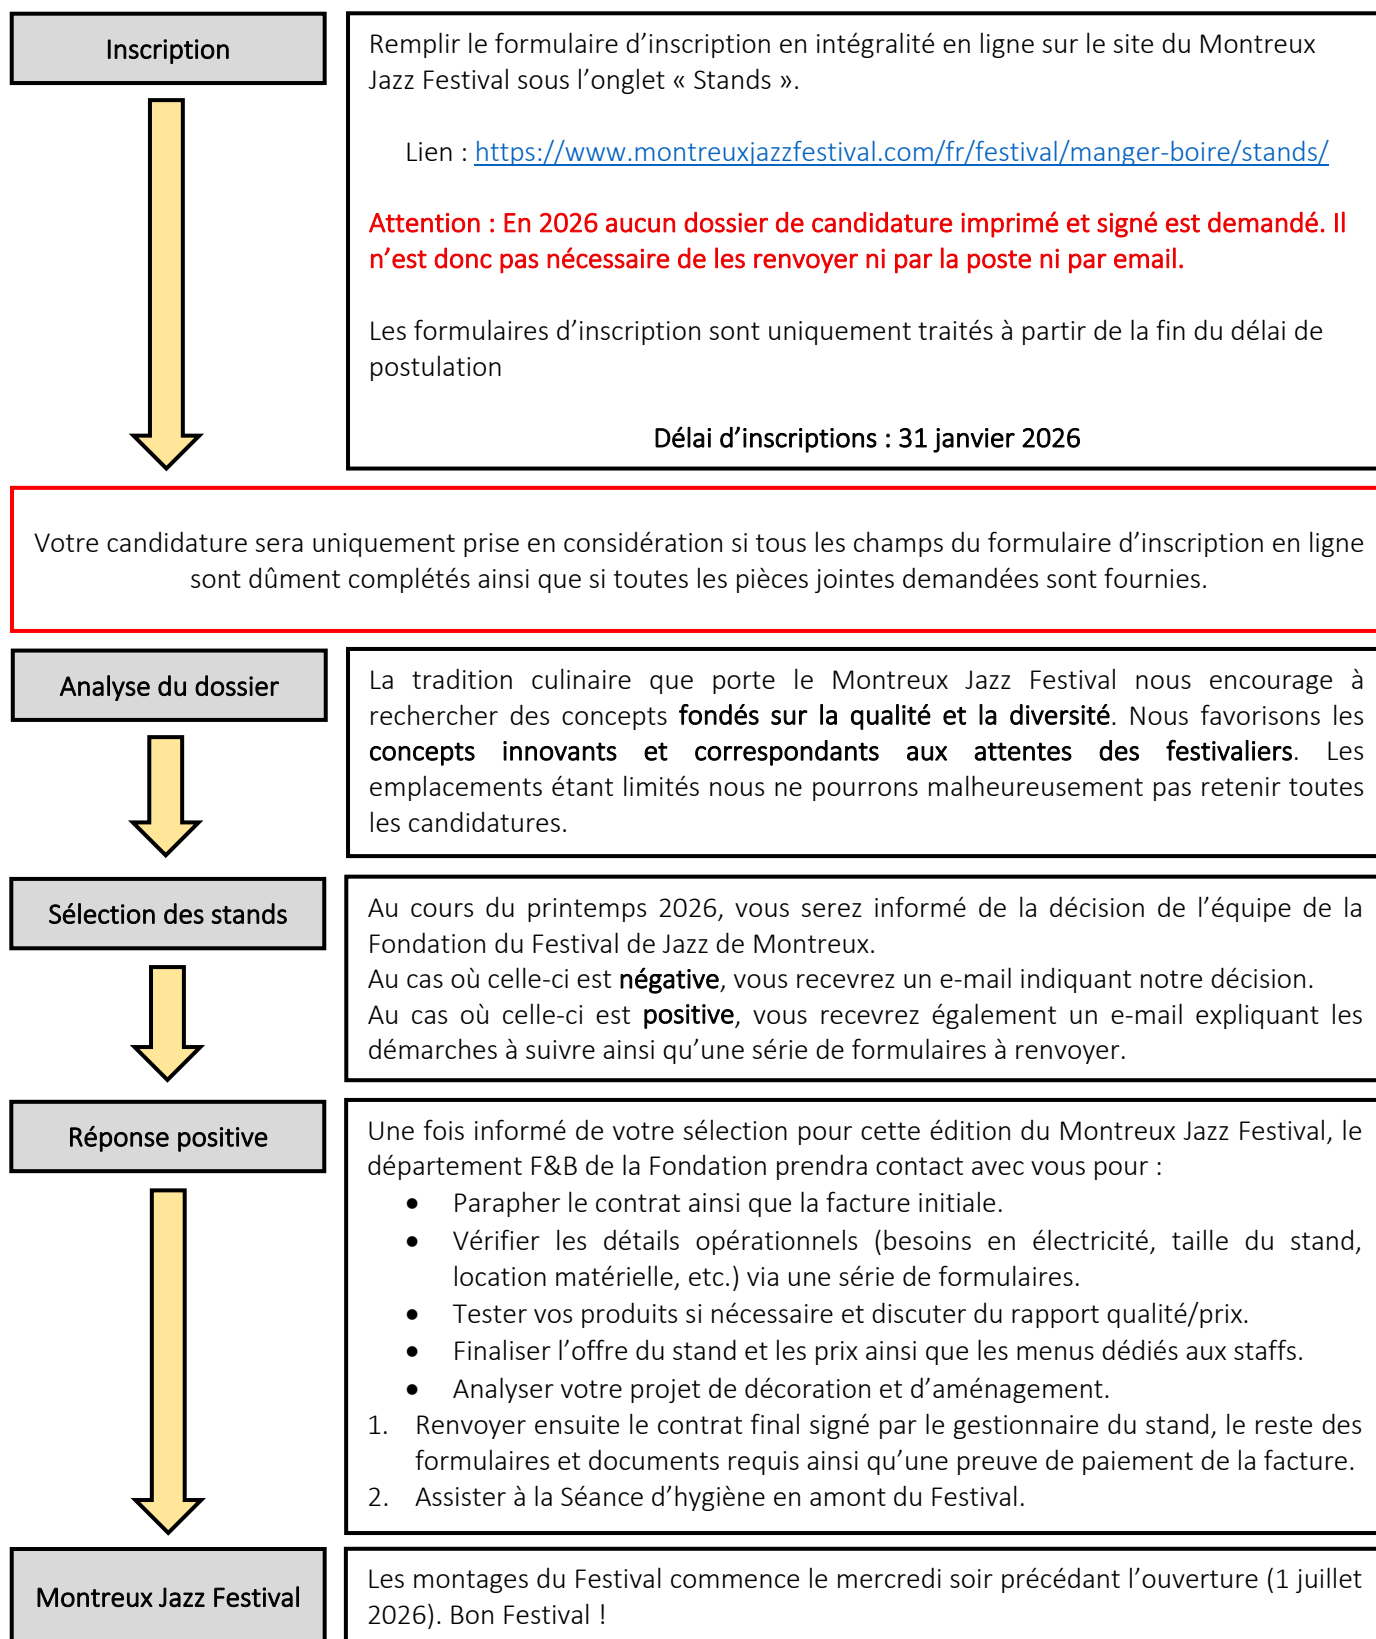 Inscription
Remplir le formulaire d’inscription en intégralité en ligne sur le site du Montreux
Jazz Festival sous l’onglet « Stands ».
Lien : https://www.montreuxjazzfestival.com/fr/festival/manger-boire/stands/
Attention : En 2026 aucun dossier de candidature imprimé et signé est demandé. Il
n’est donc pas nécessaire de les renvoyer ni par la poste ni par email.
Les formulaires d’inscription sont uniquement traités à partir de la fin du délai de
postulation
Délai d’inscriptions : 31 janvier 2026
Votre candidature sera uniquement prise en considération si tous les champs du formulaire d’inscription en ligne
sont dûment complétés ainsi que si toutes les pièces jointes demandées sont fournies.
Analyse du dossier
La tradition culinaire que porte le Montreux Jazz Festival nous encourage à
rechercher des concepts fondés sur la qualité et la diversité. Nous favorisons les
concepts innovants et correspondants aux attentes des festivaliers. Les
emplacements étant limités nous ne pourrons malheureusement pas retenir toutes
les candidatures.
Sélection des stands
Au cours du printemps 2026, vous serez informé de la décision de l’équipe de la
Fondation du Festival de Jazz de Montreux.
Au cas où celle-ci est négative, vous recevrez un e-mail indiquant notre décision.
Au cas où celle-ci est positive, vous recevrez également un e-mail expliquant les
démarches à suivre ainsi qu’une série de formulaires à renvoyer.
Réponse positive
Une fois informé de votre sélection pour cette édition du Montreux Jazz Festival, le
département F&B de la Fondation prendra contact avec vous pour :
• Parapher le contrat ainsi que la facture initiale.
• Vérifier les détails opérationnels (besoins en électricité, taille du stand,
location matérielle, etc.) via une série de formulaires.
• Tester vos produits si nécessaire et discuter du rapport qualité/prix.
• Finaliser l’offre du stand et les prix ainsi que les menus dédiés aux staffs.
• Analyser votre projet de décoration et d’aménagement.
1. Renvoyer ensuite le contrat final signé par le gestionnaire du stand, le reste des
formulaires et documents requis ainsi qu’une preuve de paiement de la facture.
2. Assister à la Séance d’hygiène en amont du Festival.
Montreux Jazz Festival
Les montages du Festival commence le mercredi soir précédant l’ouverture (1 juillet
2026). Bon Festival !